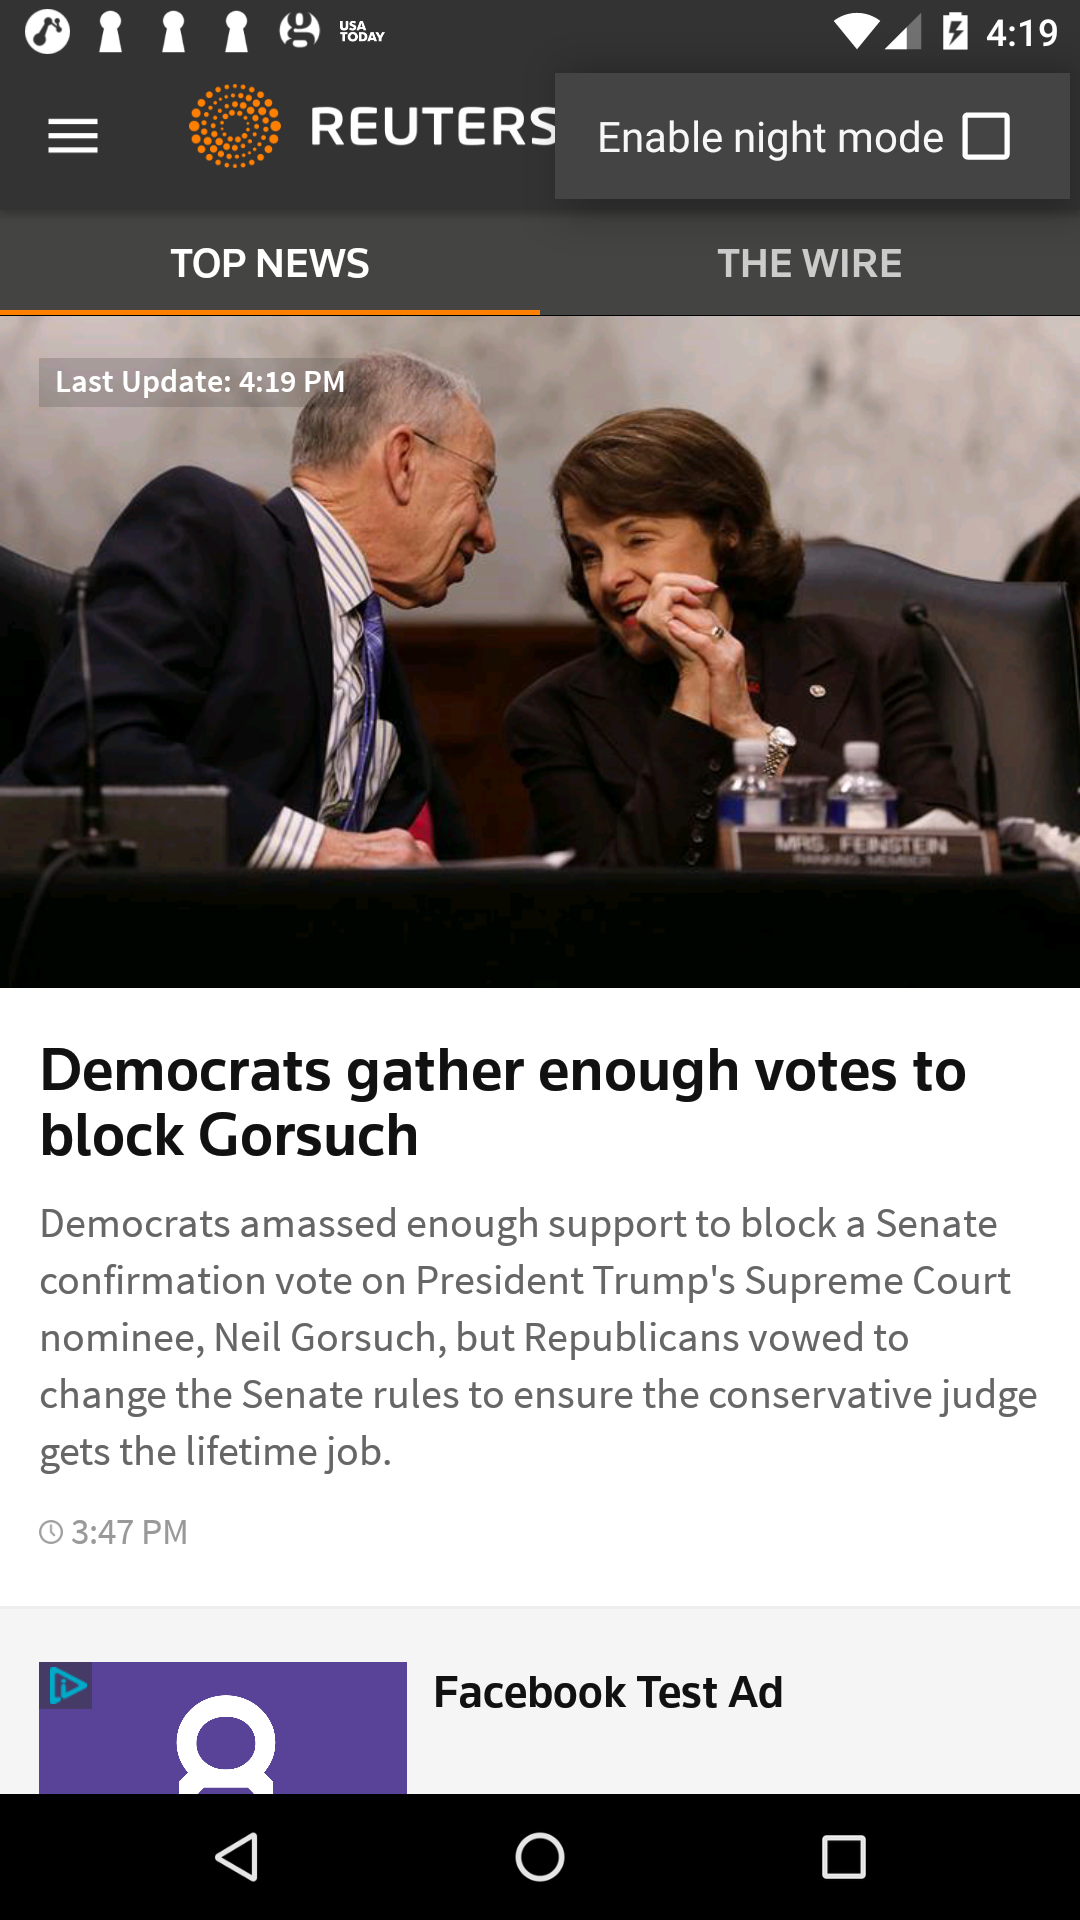 USA
TODAY
4:19
REUTERS
Enable night mode
TOP NEWS
THE WIRE
Last Update: 4:19 PM
MRS. FEINSTEIN
RANKING MEMBER
Democrats gather enough votes to
block Gorsuch
Democrats amassed enough support to block a Senate
confirmation vote on President Trump's Supreme Court
nominee, Neil Gorsuch, but Republicans vowed to
change the Senate rules to ensure the conservative judge
gets the lifetime job.
3:47 PM
Facebook Test Ad